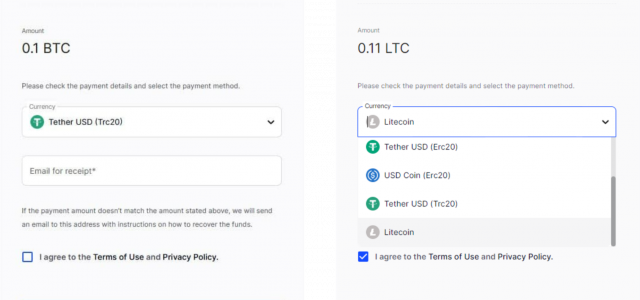 Amount
0.1 BTC
Please check the payment details and select the payment method.
Currency
Tether USD (Trc20)
Email for receipt*
If the payment amount doesn't match the amount stated above, we will send
an email to this address with instructions on how to recover the funds.
I agree to the Terms of Use and Privacy Policy.
Amount
0.11 LTC
Please check the payment details and select the payment method.
Currency
Litecoin
Tether USD (Erc20)
USD Coin (Erc20)
Tether USD (Trc20)
Litecoin
I agree to the Terms of Use and Privacy Policy.